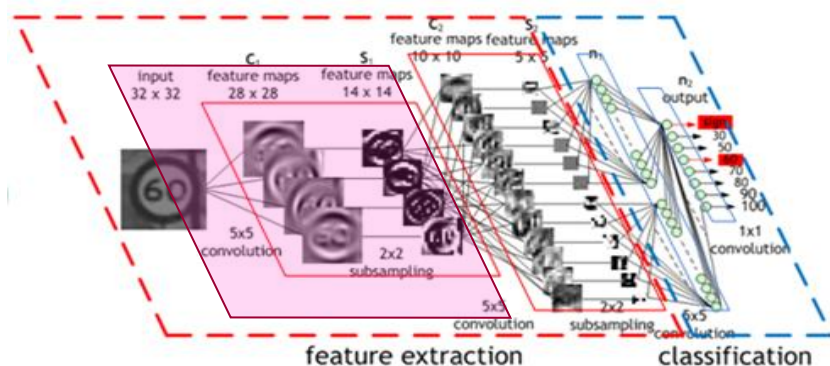 input
32 x 32
C₁
feature maps
28 x 28
S₁
feature maps
14 x 14
C₂
feature maps
10 x 10
S₂
feature maps
5 x 5
n₁
n₂
output
sign
30
50
60
70
80
90
100
60
5x5
convolution
2x2
subsampling
5x5
convolution
2x2
subsampling
6x5
convolution
1x1
convolution
feature extraction
classification